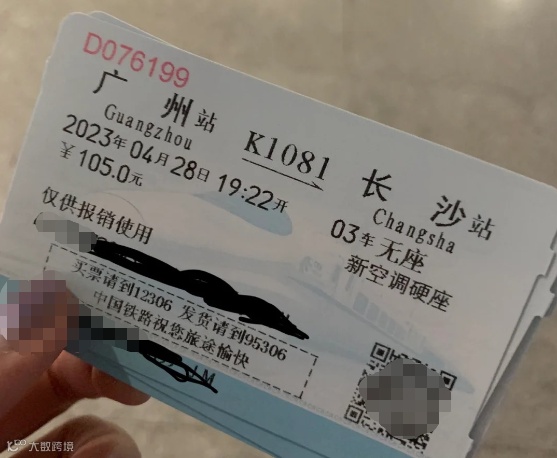 D076199
广 州站 K1081 长 沙站
Guangzhou Changsha
2023年04月28日 19:22开 03车 无座
¥105.0元 新空调硬座
仅供报销使用
买票请到12306 发货请到95306
中国铁路祝您旅途愉快
大数跨境